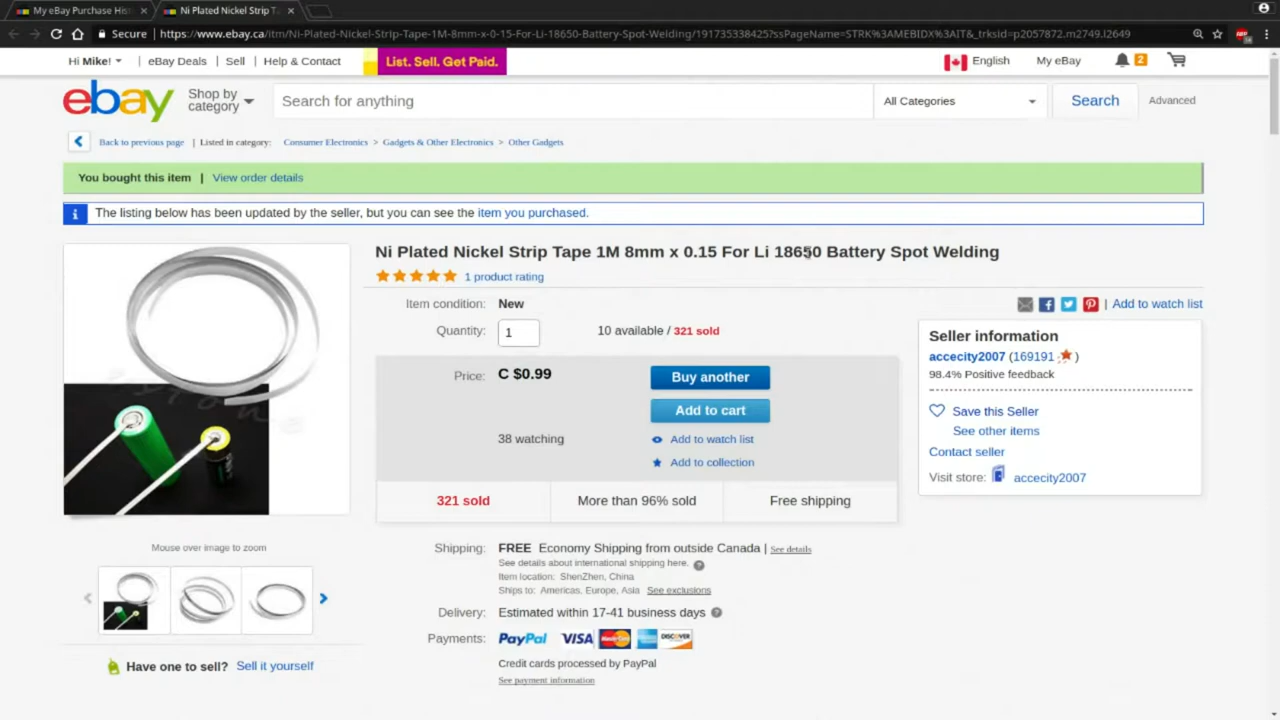 My eBay Purchase His
Ni Plated Nickel Strip T
Secure | https://www.ebay.ca/itm/Ni-Plated-Nickel-Strip-Tape-1M-8mm-x-0-15-For-Li-18650-Battery-Spot-Welding/191735338425?ssPageName=STRK%3AMEBIDX%3AIT&_trksid=p2057872.m2749.l2649
Hi Mike! | eBay Deals | Sell | Help & Contact
List. Sell. Get Paid.
English
My eBay
2
ebay
Shop by category
Search for anything
All Categories
Search
Advanced
Back to previous page | Listed in category: Consumer Electronics > Gadgets & Other Electronics > Other Gadgets
You bought this item | View order details
The listing below has been updated by the seller, but you can see the item you purchased.
Ni Plated Nickel Strip Tape 1M 8mm x 0.15 For Li 18650 Battery Spot Welding
1 product rating
Item condition: New
| Add to watch list
Quantity: 1
10 available / 321 sold
Price: C $0.99
Buy another
Add to cart
38 watching
Add to watch list
Add to collection
321 sold
More than 96% sold
Free shipping
Seller information
accecity2007 (169191 )
98.4% Positive feedback
Save this Seller
See other items
Contact seller
Visit store: accecity2007
Mouse over image to zoom
Shipping: FREE Economy Shipping from outside Canada | See details
See details about international shipping here.
Item location: ShenZhen, China
Ships to: Americas, Europe, Asia See exclusions
Delivery: Estimated within 17-41 business days
Payments: PayPal VISA MasterCard DISCOVER
Credit cards processed by PayPal
See payment information
Have one to sell? Sell it yourself